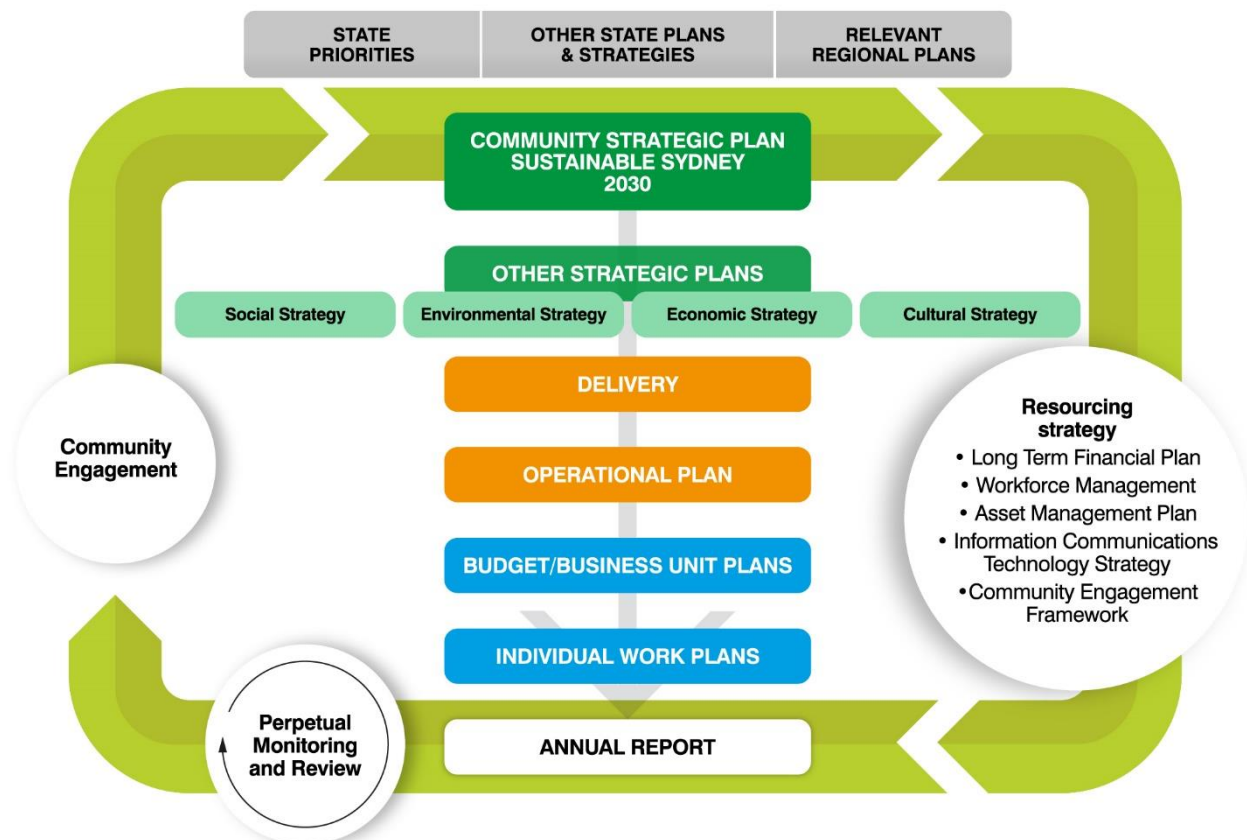 STATE
PRIORITIES
OTHER STATE PLANS
& STRATEGIES
RELEVANT
REGIONAL PLANS
COMMUNITY STRATEGIC PLAN
SUSTAINABLE SYDNEY
2030
OTHER STRATEGIC PLANS
Social Strategy
Environmental Strategy
Economic Strategy
Cultural Strategy
DELIVERY
OPERATIONAL PLAN
BUDGET/BUSINESS UNIT PLANS
INDIVIDUAL WORK PLANS
ANNUAL REPORT
Community
Engagement
Resourcing
strategy
• Long Term Financial Plan
• Workforce Management
• Asset Management Plan
• Information Communications
Technology Strategy
•Community Engagement
Framework
Perpetual
Monitoring
and Review